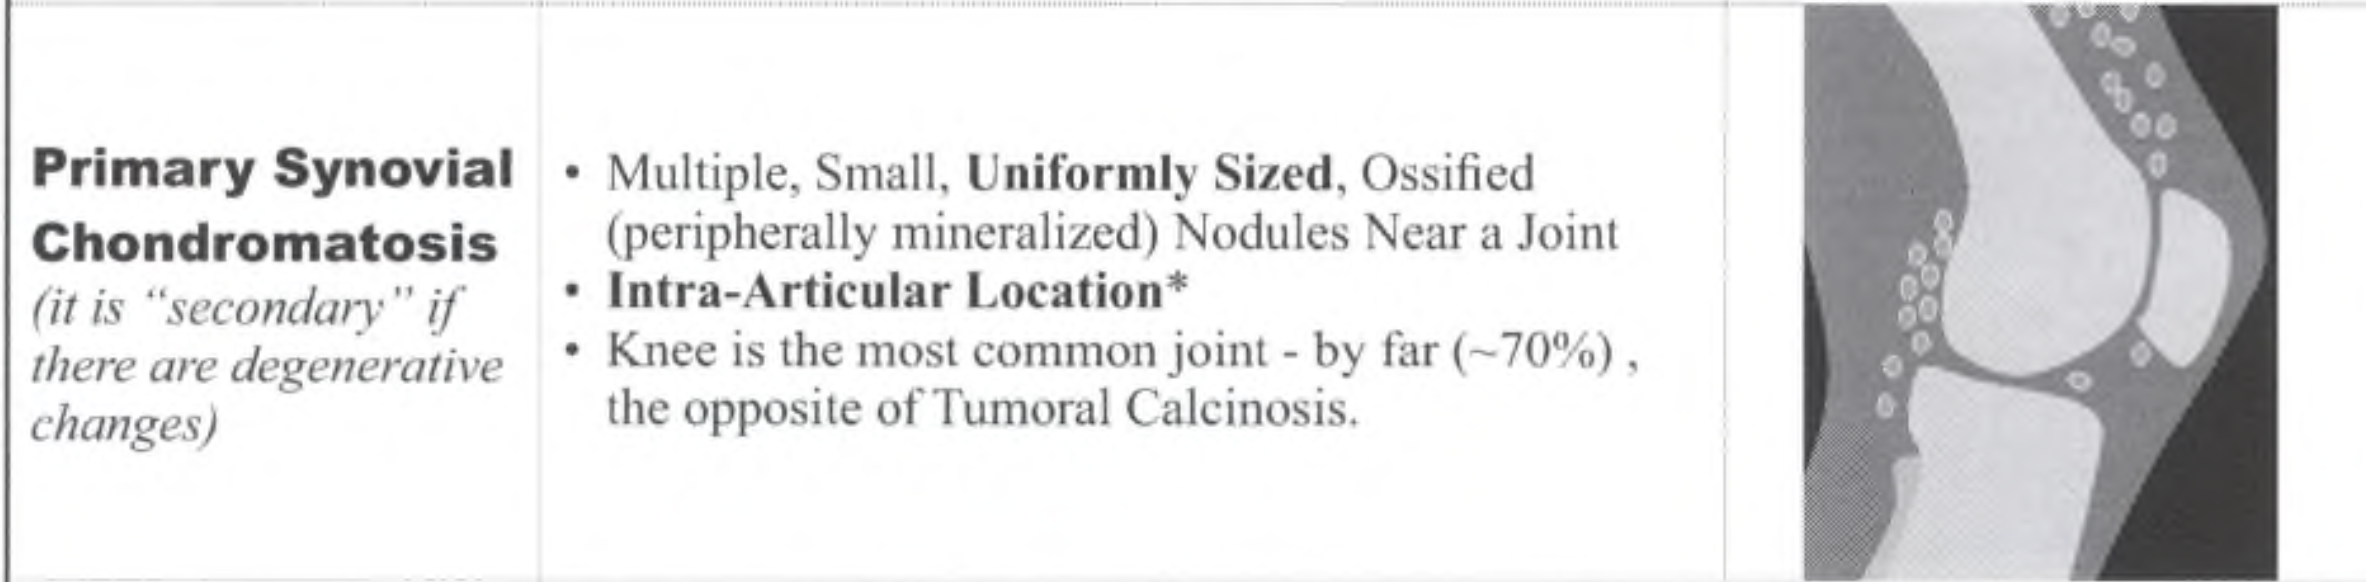 Primary Synovial
Chondromatosis
(it is “secondary” if
there are degenerative
changes)
• Multiple, Small, Uniformly Sized, Ossified
(peripherally mineralized) Nodules Near a Joint
• Intra-Articular Location*
• Knee is the most common joint - by far (~70%) ,
the opposite of Tumoral Calcinosis.